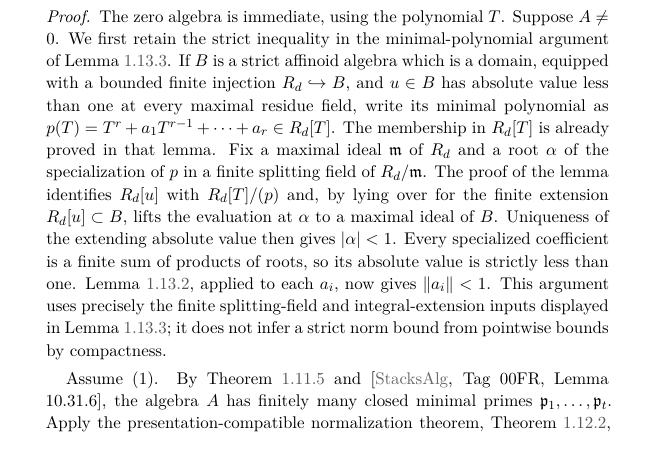 Proof. The zero algebra is immediate, using the polynomial T. Suppose A ≠
0. We first retain the strict inequality in the minimal-polynomial argument
of Lemma 1.13.3. If B is a strict affinoid algebra which is a domain, equipped
with a bounded finite injection R_d ↪ B, and u ∈ B has absolute value less
than one at every maximal residue field, write its minimal polynomial as
p(T) = T^r + a_1T^{r−1} + ⋯ + a_r ∈ R_d[T]. The membership in R_d[T] is already
proved in that lemma. Fix a maximal ideal 𝔪 of R_d and a root α of the
specialization of p in a finite splitting field of R_d/𝔪. The proof of the lemma
identifies R_d[u] with R_d[T]/(p) and, by lying over for the finite extension
R_d[u] ⊂ B, lifts the evaluation at α to a maximal ideal of B. Uniqueness of
the extending absolute value then gives |α| < 1. Every specialized coefficient
is a finite sum of products of roots, so its absolute value is strictly less than
one. Lemma 1.13.2, applied to each a_i, now gives ‖a_i‖ < 1. This argument
uses precisely the finite splitting-field and integral-extension inputs displayed
in Lemma 1.13.3; it does not infer a strict norm bound from pointwise bounds
by compactness.
Assume (1). By Theorem 1.11.5 and [StacksAlg, Tag 00FR, Lemma
10.31.6], the algebra A has finitely many closed minimal primes 𝔭_1, …, 𝔭_t.
Apply the presentation-compatible normalization theorem, Theorem 1.12.2,